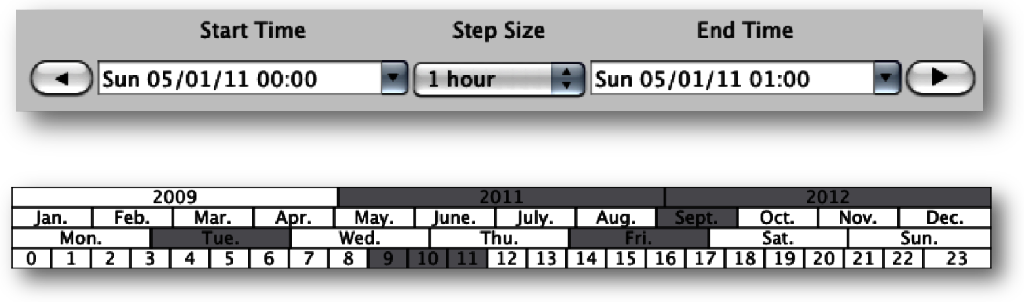 Start Time Step Size End Time
Sun 05/01/11 00:00 1 hour Sun 05/01/11 01:00
2009 2011 2012
Jan. Feb. Mar. Apr. May. June. July. Aug. Sept. Oct. Nov. Dec.
Mon. Tue. Wed. Thu. Fri. Sat. Sun.
0 1 2 3 4 5 6 7 8 9 10 11 12 13 14 15 16 17 18 19 20 21 22 23